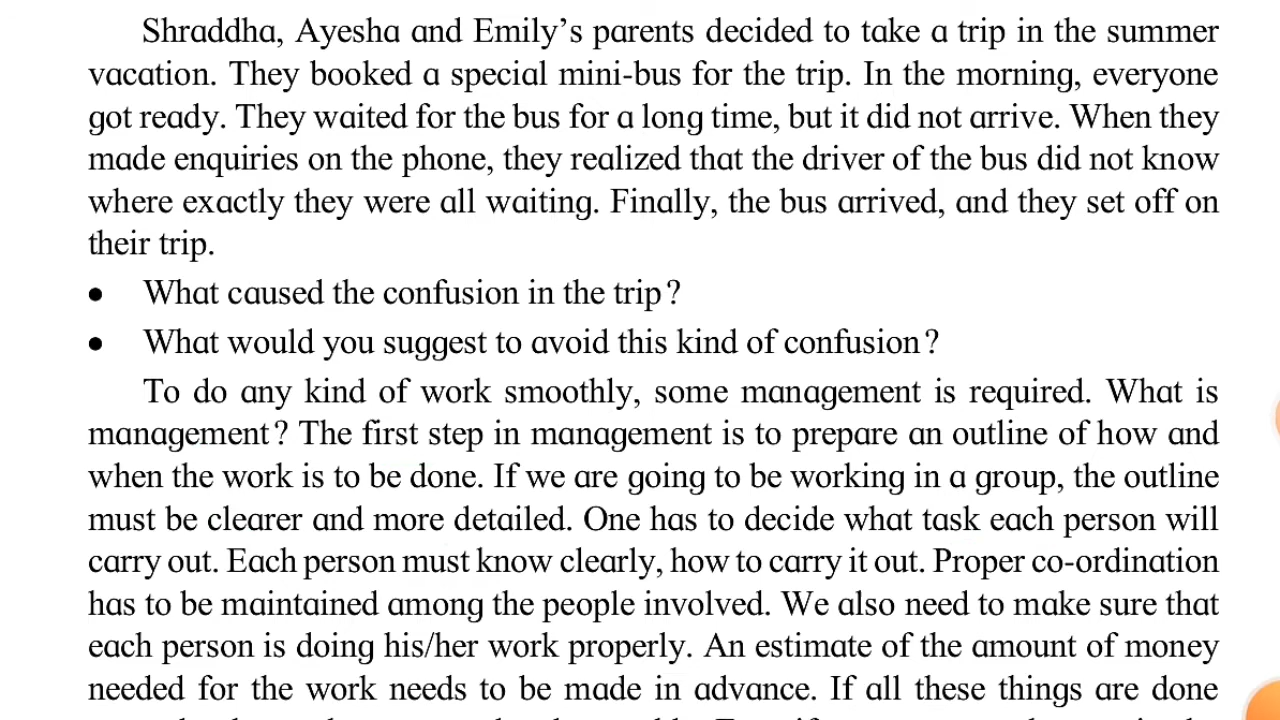 Shraddha, Ayesha and Emily’s parents decided to take a trip in the summer
vacation. They booked a special mini-bus for the trip. In the morning, everyone
got ready. They waited for the bus for a long time, but it did not arrive. When they
made enquiries on the phone, they realized that the driver of the bus did not know
where exactly they were all waiting. Finally, the bus arrived, and they set off on
their trip.
• What caused the confusion in the trip?
• What would you suggest to avoid this kind of confusion?
To do any kind of work smoothly, some management is required. What is
management? The first step in management is to prepare an outline of how and
when the work is to be done. If we are going to be working in a group, the outline
must be clearer and more detailed. One has to decide what task each person will
carry out. Each person must know clearly, how to carry it out. Proper co-ordination
has to be maintained among the people involved. We also need to make sure that
each person is doing his/her work properly. An estimate of the amount of money
needed for the work needs to be made in advance. If all these things are done